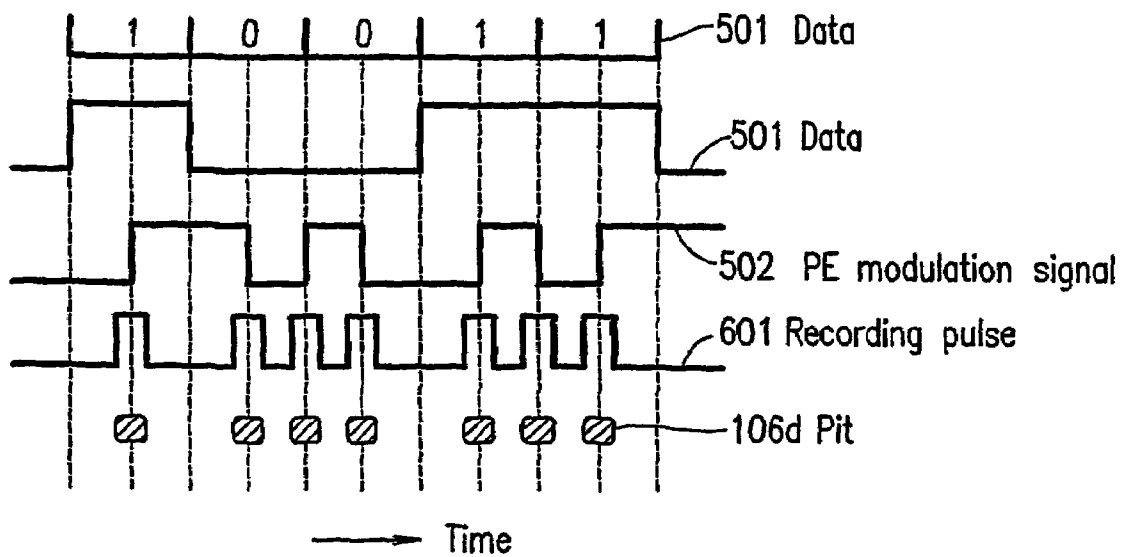 1 0 0 1 1 501 Data
501 Data
502 PE modulation signal
601 Recording pulse
106d Pit
Time